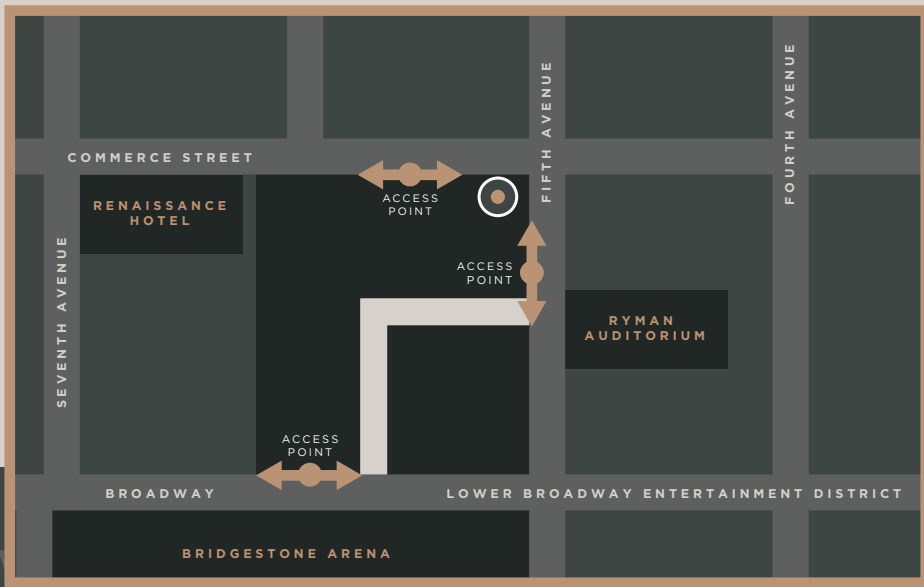 FIFTH AVENUE
FOURTH AVENUE
COMMERCE STREET
RENAISSANCE
HOTEL
ACCESS
POINT
SEVENTH AVENUE
ACCESS
POINT
RYMAN
AUDITORIUM
ACCESS
POINT
BROADWAY
LOWER BROADWAY ENTERTAINMENT DISTRICT
BRIDGESTONE ARENA